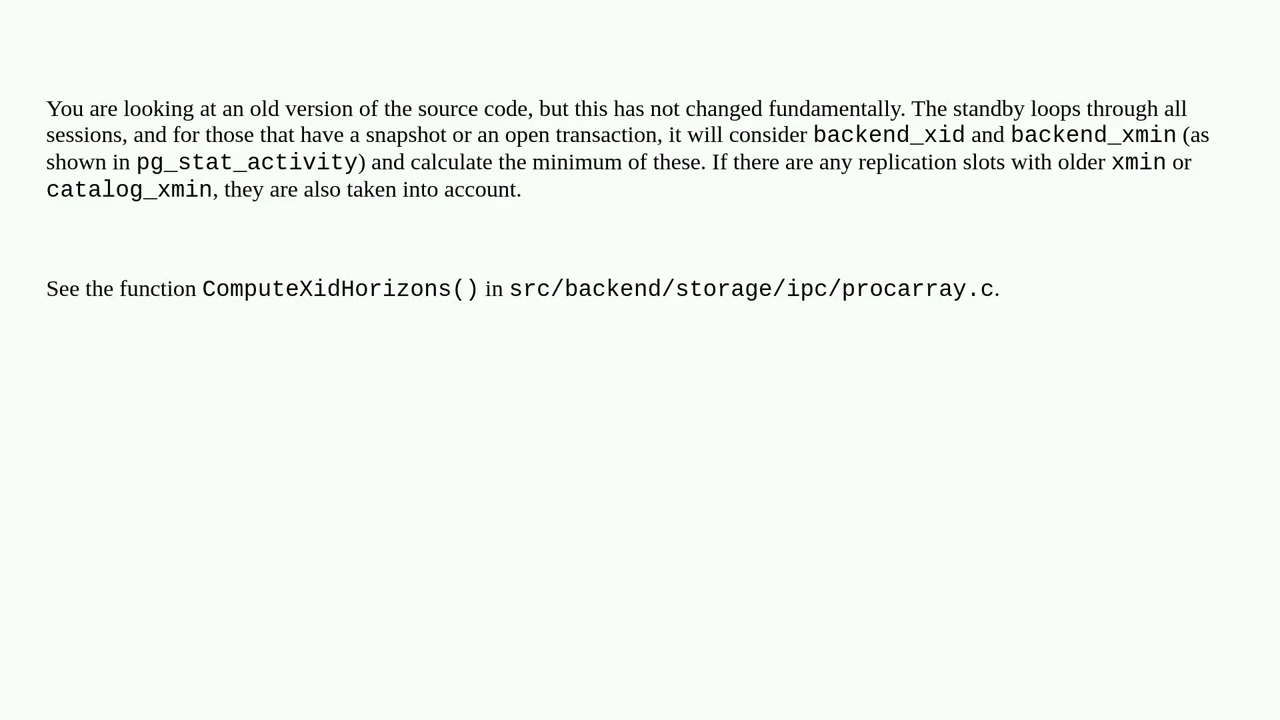 You are looking at an old version of the source code, but this has not changed fundamentally. The standby loops through all
sessions, and for those that have a snapshot or an open transaction, it will consider backend_xid and backend_xmin (as
shown in pg_stat_activity) and calculate the minimum of these. If there are any replication slots with older xmin or
catalog_xmin, they are also taken into account.
See the function ComputeXidHorizons() in src/backend/storage/ipc/procarray.c.